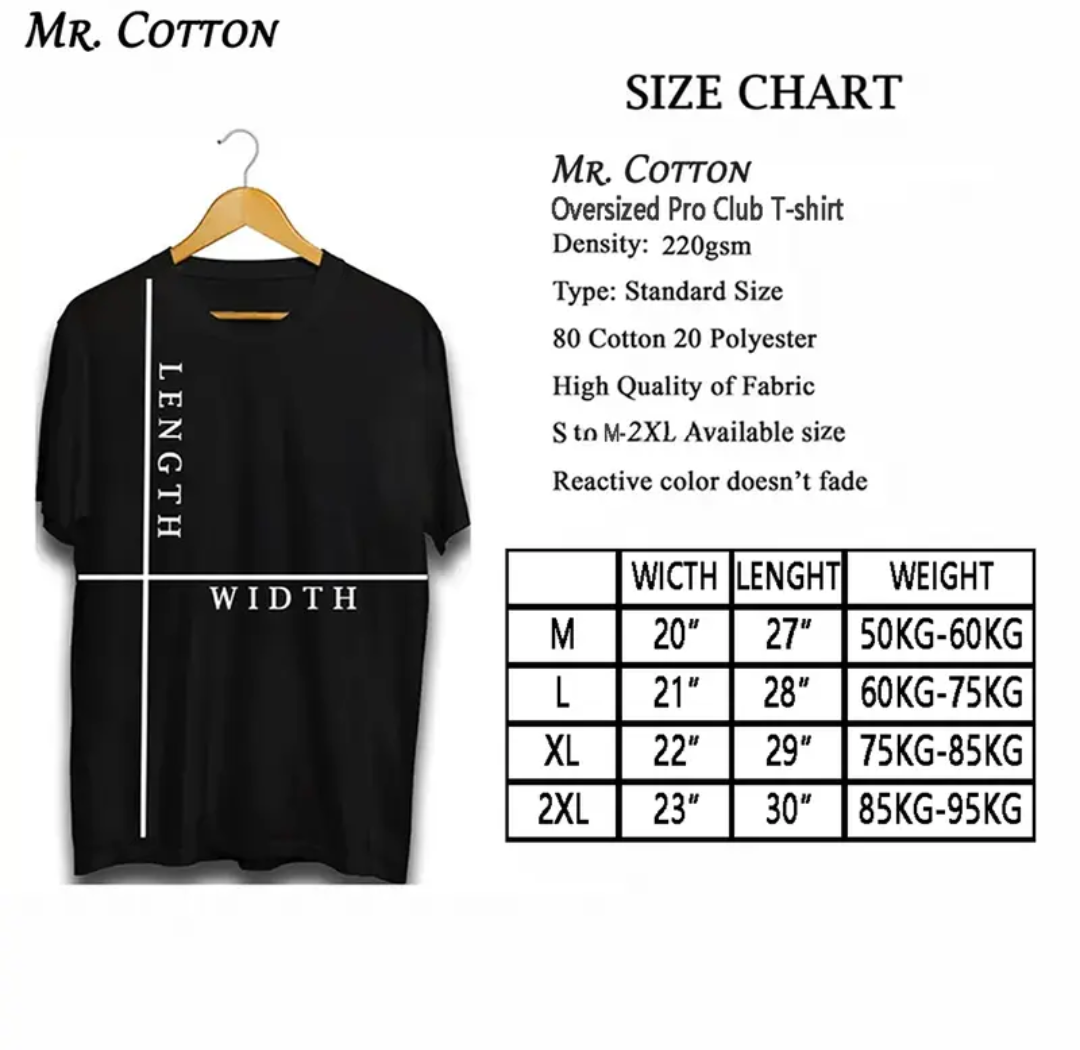 MR. COTTON
SIZE CHART
MR. COTTON
Oversized Pro Club T-shirt
Density: 220gsm
Type: Standard Size
80 Cotton 20 Polyester
High Quality of Fabric
S to M-2XL Available size
Reactive color doesn't fade
LENGTH
WIDTH
WICTH LENGHT WEIGHT
M 20" 27" 50KG-60KG
L 21" 28" 60KG-75KG
XL 22" 29" 75KG-85KG
2XL 23" 30" 85KG-95KG